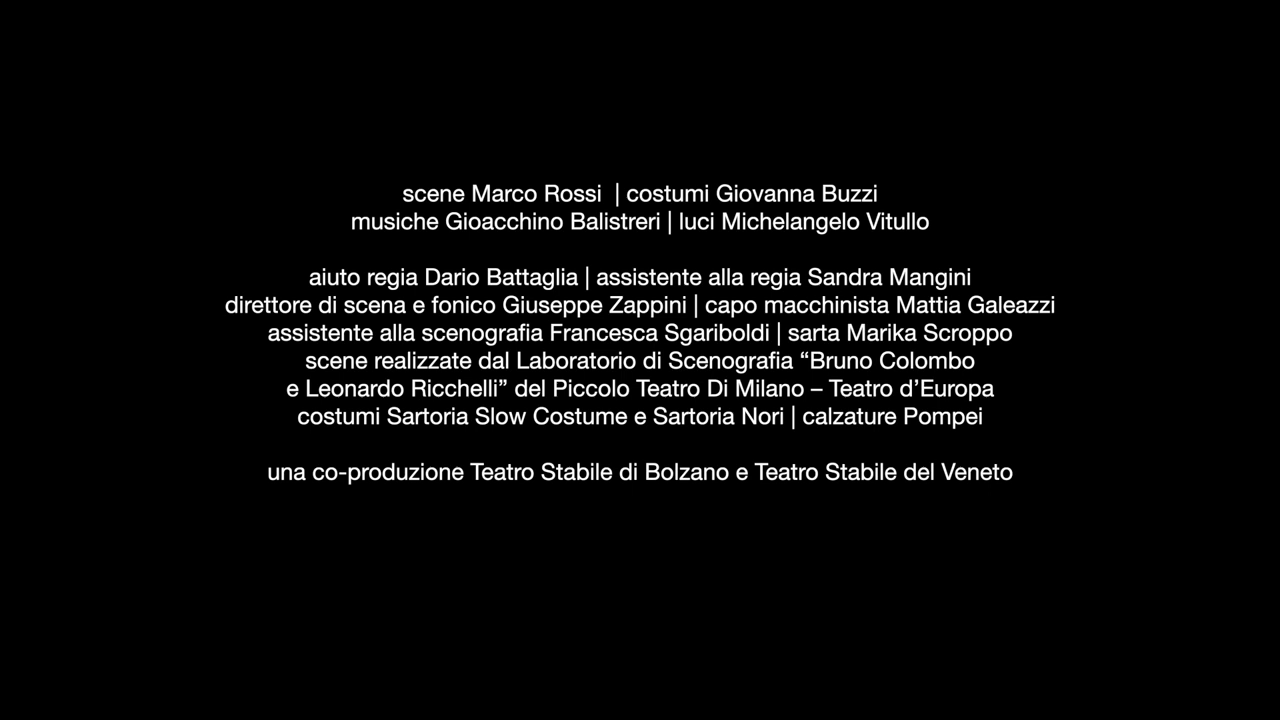 scene Marco Rossi | costumi Giovanna Buzzi
musiche Gioacchino Balistreri | luci Michelangelo Vitullo
aiuto regia Dario Battaglia | assistente alla regia Sandra Mangini
direttore di scena e fonico Giuseppe Zappini | capo macchinista Mattia Galeazzi
assistente alla scenografia Francesca Sgariboldi | sarta Marika Scroppo
scene realizzate dal Laboratorio di Scenografia “Bruno Colombo
e Leonardo Ricchelli” del Piccolo Teatro Di Milano – Teatro d’Europa
costumi Sartoria Slow Costume e Sartoria Nori | calzature Pompei
una co-produzione Teatro Stabile di Bolzano e Teatro Stabile del Veneto